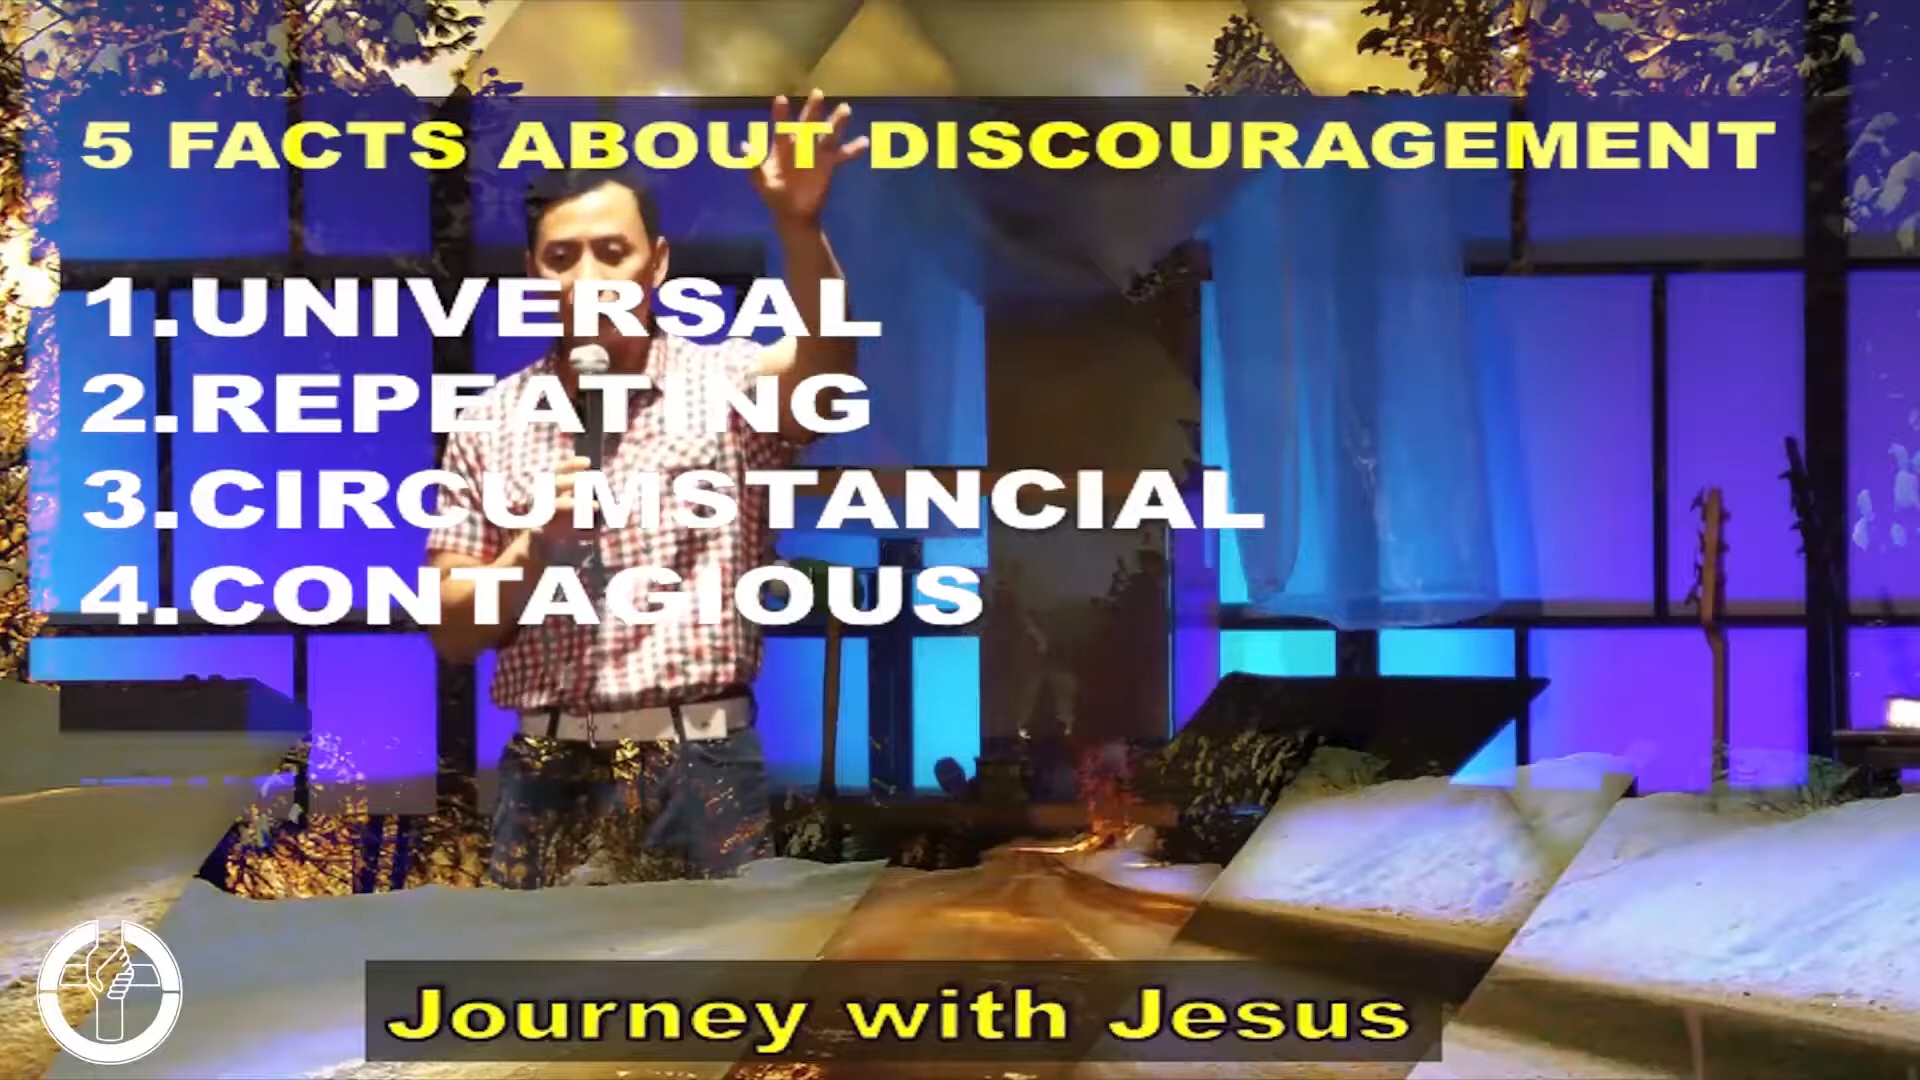 5 FACTS ABOUT DISCOURAGEMENT
1.UNIVERSAL
2.REPEATING
3.CIRCUMSTANCIAL
4.CONTAGIOUS
Journey with Jesus